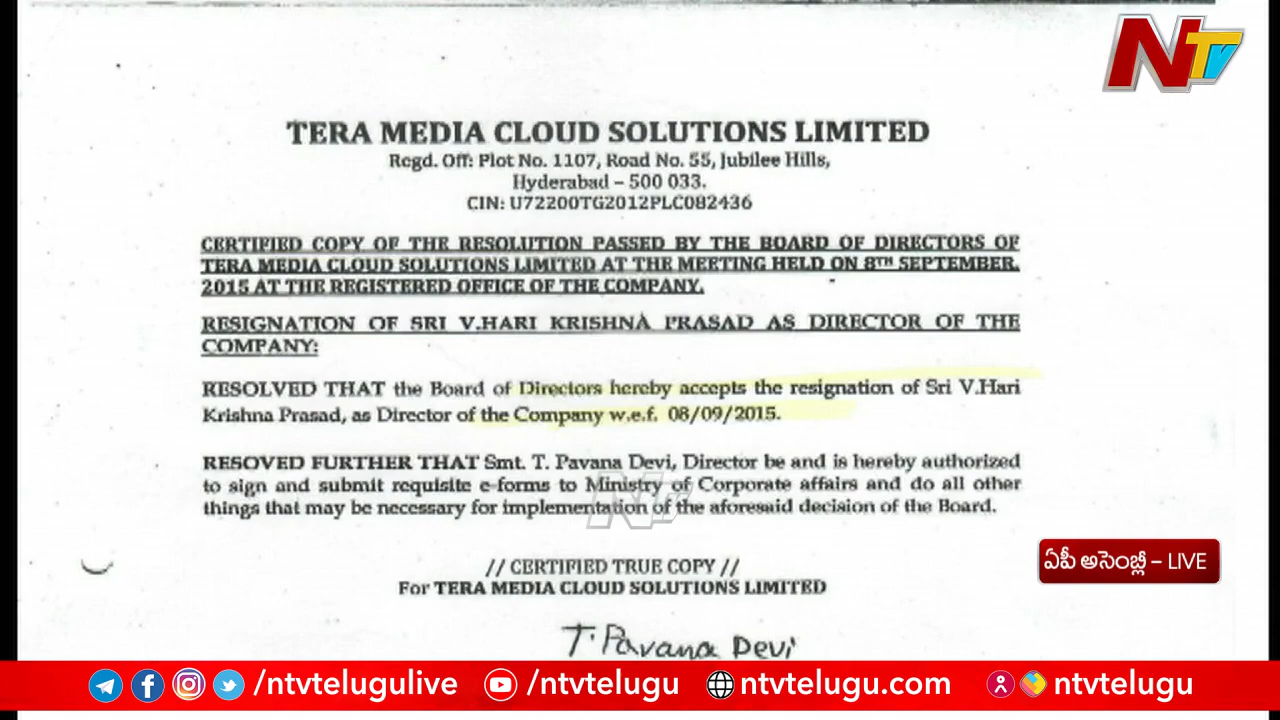 NTV
TERA MEDIA CLOUD SOLUTIONS LIMITED
Regd. Off: Plot No. 1107, Road No. 55, Jubilee Hills,
Hyderabad – 500 033.
CIN: U72200TG2012PLC082436
CERTIFIED COPY OF THE RESOLUTION PASSED BY THE BOARD OF DIRECTORS OF
TERA MEDIA CLOUD SOLUTIONS LIMITED AT THE MEETING HELD ON 8TH SEPTEMBER,
2015 AT THE REGISTERED OFFICE OF THE COMPANY.
RESIGNATION OF SRI V.HARI KRISHNA PRASAD AS DIRECTOR OF THE
COMPANY:
RESOLVED THAT the Board of Directors hereby accepts the resignation of Sri V.Hari
Krishna Prasad, as Director of the Company w.e.f. 08/09/2015.
RESOVED FURTHER THAT Smt. T. Pavana Devi, Director be and is hereby authorized
to sign and submit requisite e-forms to Ministry of Corporate affairs and do all other
things that may be necessary for implementation of the aforesaid decision of the Board.
NTV
// CERTIFIED TRUE COPY //
For TERA MEDIA CLOUD SOLUTIONS LIMITED
ఏపీ అసెంబ్లీ – LIVE
T. Pavana Devi
/ntvtelugulive /ntvtelugu ntvtelugu.com ntvtelugu